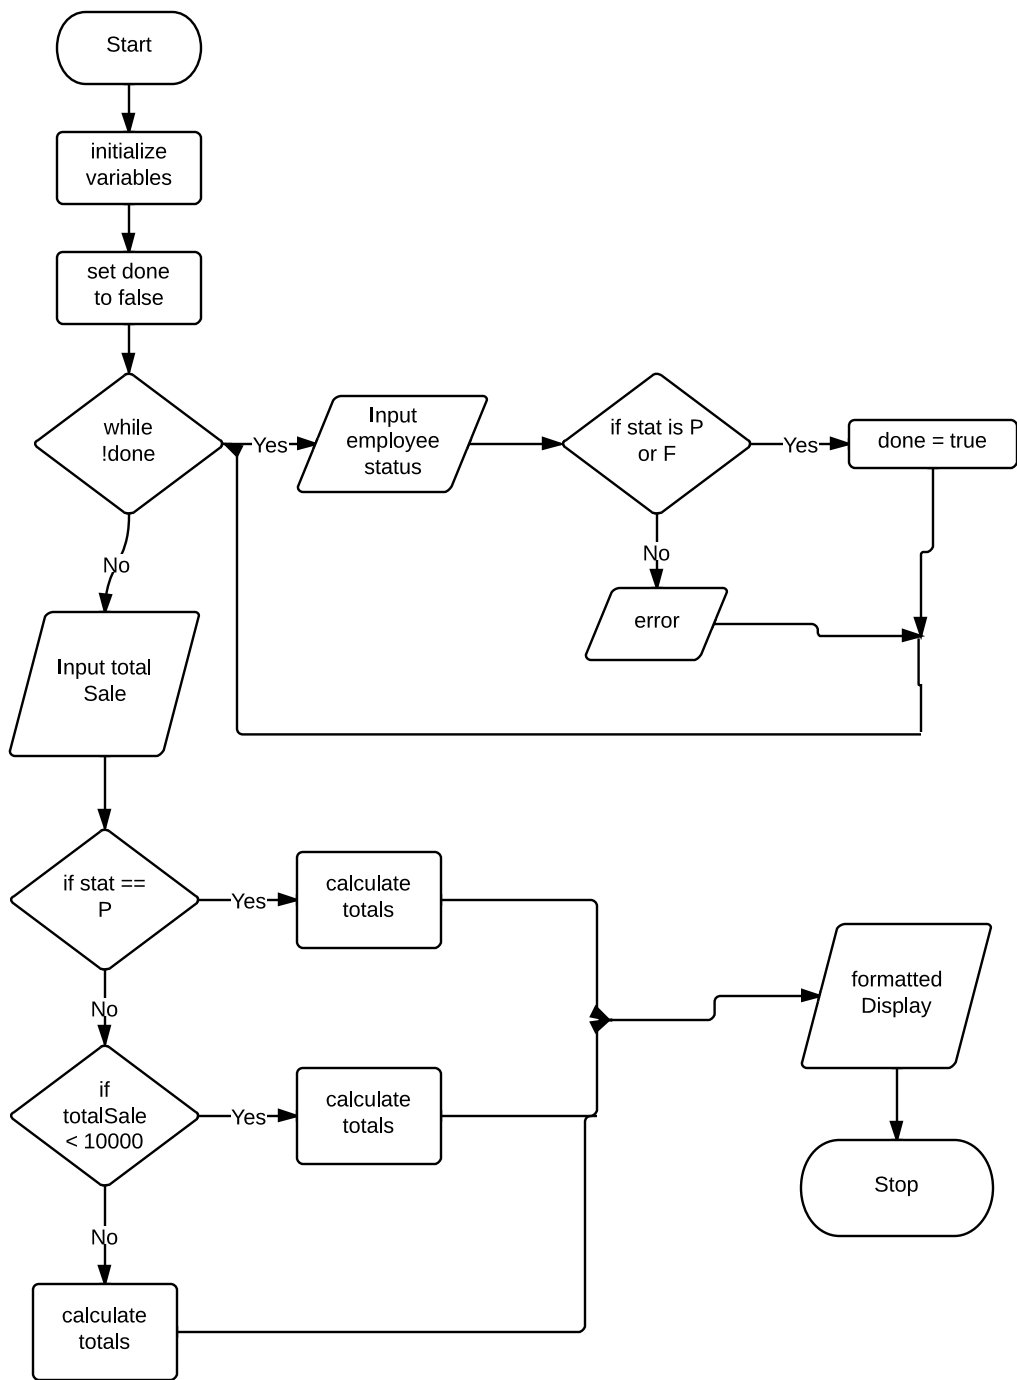 Start
initialize
variables
set done
to false
while
!done
Yes
Input
employee
status
if stat is P
or F
Yes
done = true
No
No
error
Input total
Sale
if stat ==
P
Yes
calculate
totals
formatted
Display
No
if
totalSale
< 10000
Yes
calculate
totals
Stop
No
calculate
totals